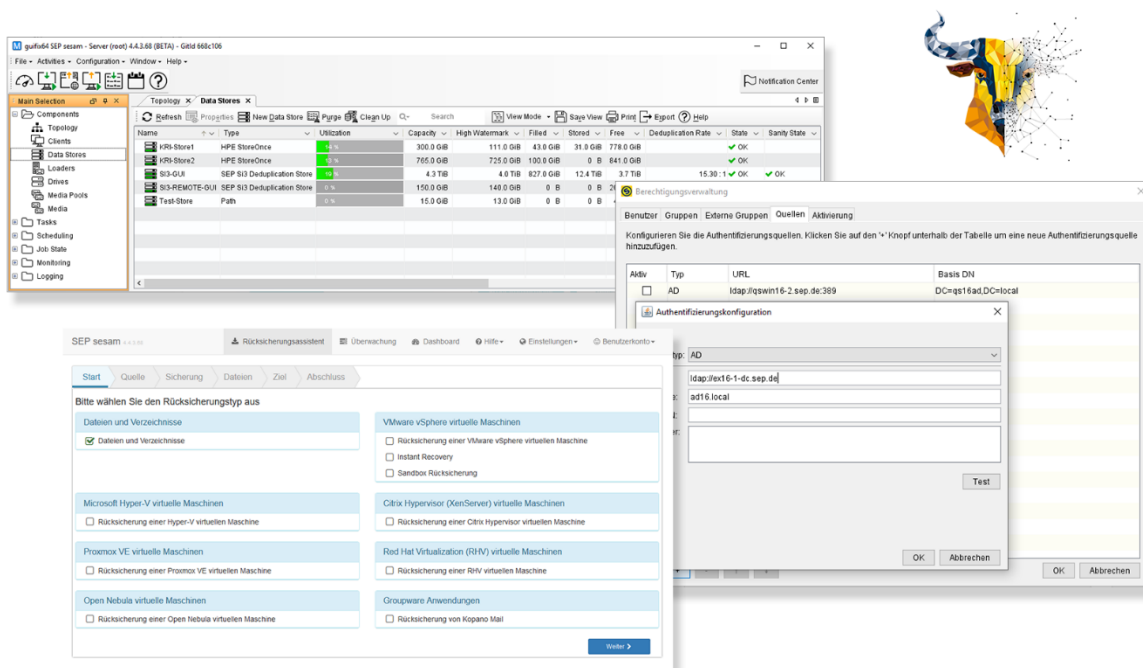 guifix64 SEP sesam - Server (root) 4.4.3.68 (BETA) - GitId 668c106
File Activities Configuration Window Help
Notification Center
Main Selection
Components
Topology
Clients
Data Stores
Loaders
Drives
Media Pools
Media
Tasks
Scheduling
Job State
Monitoring
Logging
Topology Data Stores
Refresh Properties New Data Store Purge Clean Up Search View Mode Save View Print Export Help
Name Type Utilization Capacity High Watermark Filled Stored Free Deduplication Rate State Sanity State
KRI-Store1 HPE StoreOnce 14 % 300.0 GiB 111.0 GiB 43.0 GiB 31.0 GiB 778.0 GiB OK
KRI-Store2 HPE StoreOnce 765.0 GiB 725.0 GiB 100.0 GiB 0 B 841.0 GiB OK
SI3-GUI SEP Si3 Deduplication Store 4.3 TiB 4.0 TiB 827.0 GiB 12.4 TiB 3.7 TiB 15.30 : 1 OK OK
SI3-REMOTE-GUI SEP Si3 Deduplication Store 0 % 150.0 GiB 140.0 GiB 0 B 0 B
Test-Store Path 0 % 15.0 GiB 13.0 GiB 0 B 0 B
Berechtigungsverwaltung
Benutzer Gruppen Externe Gruppen Quellen Aktivierung
Konfigurieren Sie die Authentifizierungsquellen. Klicken Sie auf den '+' Knopf unterhalb der Tabelle um eine neue Authentifizierungsquelle
hinzuzufügen.
Aktiv Typ URL Basis DN
AD ldap://qswin16-2.sep.de:389 DC=qs16ad,DC=local
Authentifizierungskonfiguration
AD
ldap://ex16-1-dc.sep.de
ad16.local
Test
OK Abbrechen
OK Abbrechen
SEP sesam Rücksicherungsassistent Überwachung Dashboard Hilfe Einstellungen Benutzerkonto
Start Quelle Sicherung Dateien Ziel Abschluss
Bitte wählen Sie den Rücksicherungstyp aus
Dateien und Verzeichnisse
Dateien und Verzeichnisse
VMware vSphere virtuelle Maschinen
Rücksicherung einer VMware vSphere virtuellen Maschine
Instant Recovery
Sandbox Rücksicherung
Microsoft Hyper-V virtuelle Maschinen
Rücksicherung einer Hyper-V virtuellen Maschine
Citrix Hypervisor (XenServer) virtuelle Maschinen
Rücksicherung einer Citrix Hypervisor virtuellen Maschine
Proxmox VE virtuelle Maschinen
Rücksicherung einer Proxmox VE virtuellen Maschine
Red Hat Virtualization (RHV) virtuelle Maschinen
Rücksicherung einer RHV virtuellen Maschine
Open Nebula virtuelle Maschinen
Rücksicherung einer Open Nebula virtuellen Maschine
Groupware Anwendungen
Rücksicherung von Kopano Mail
Weiter